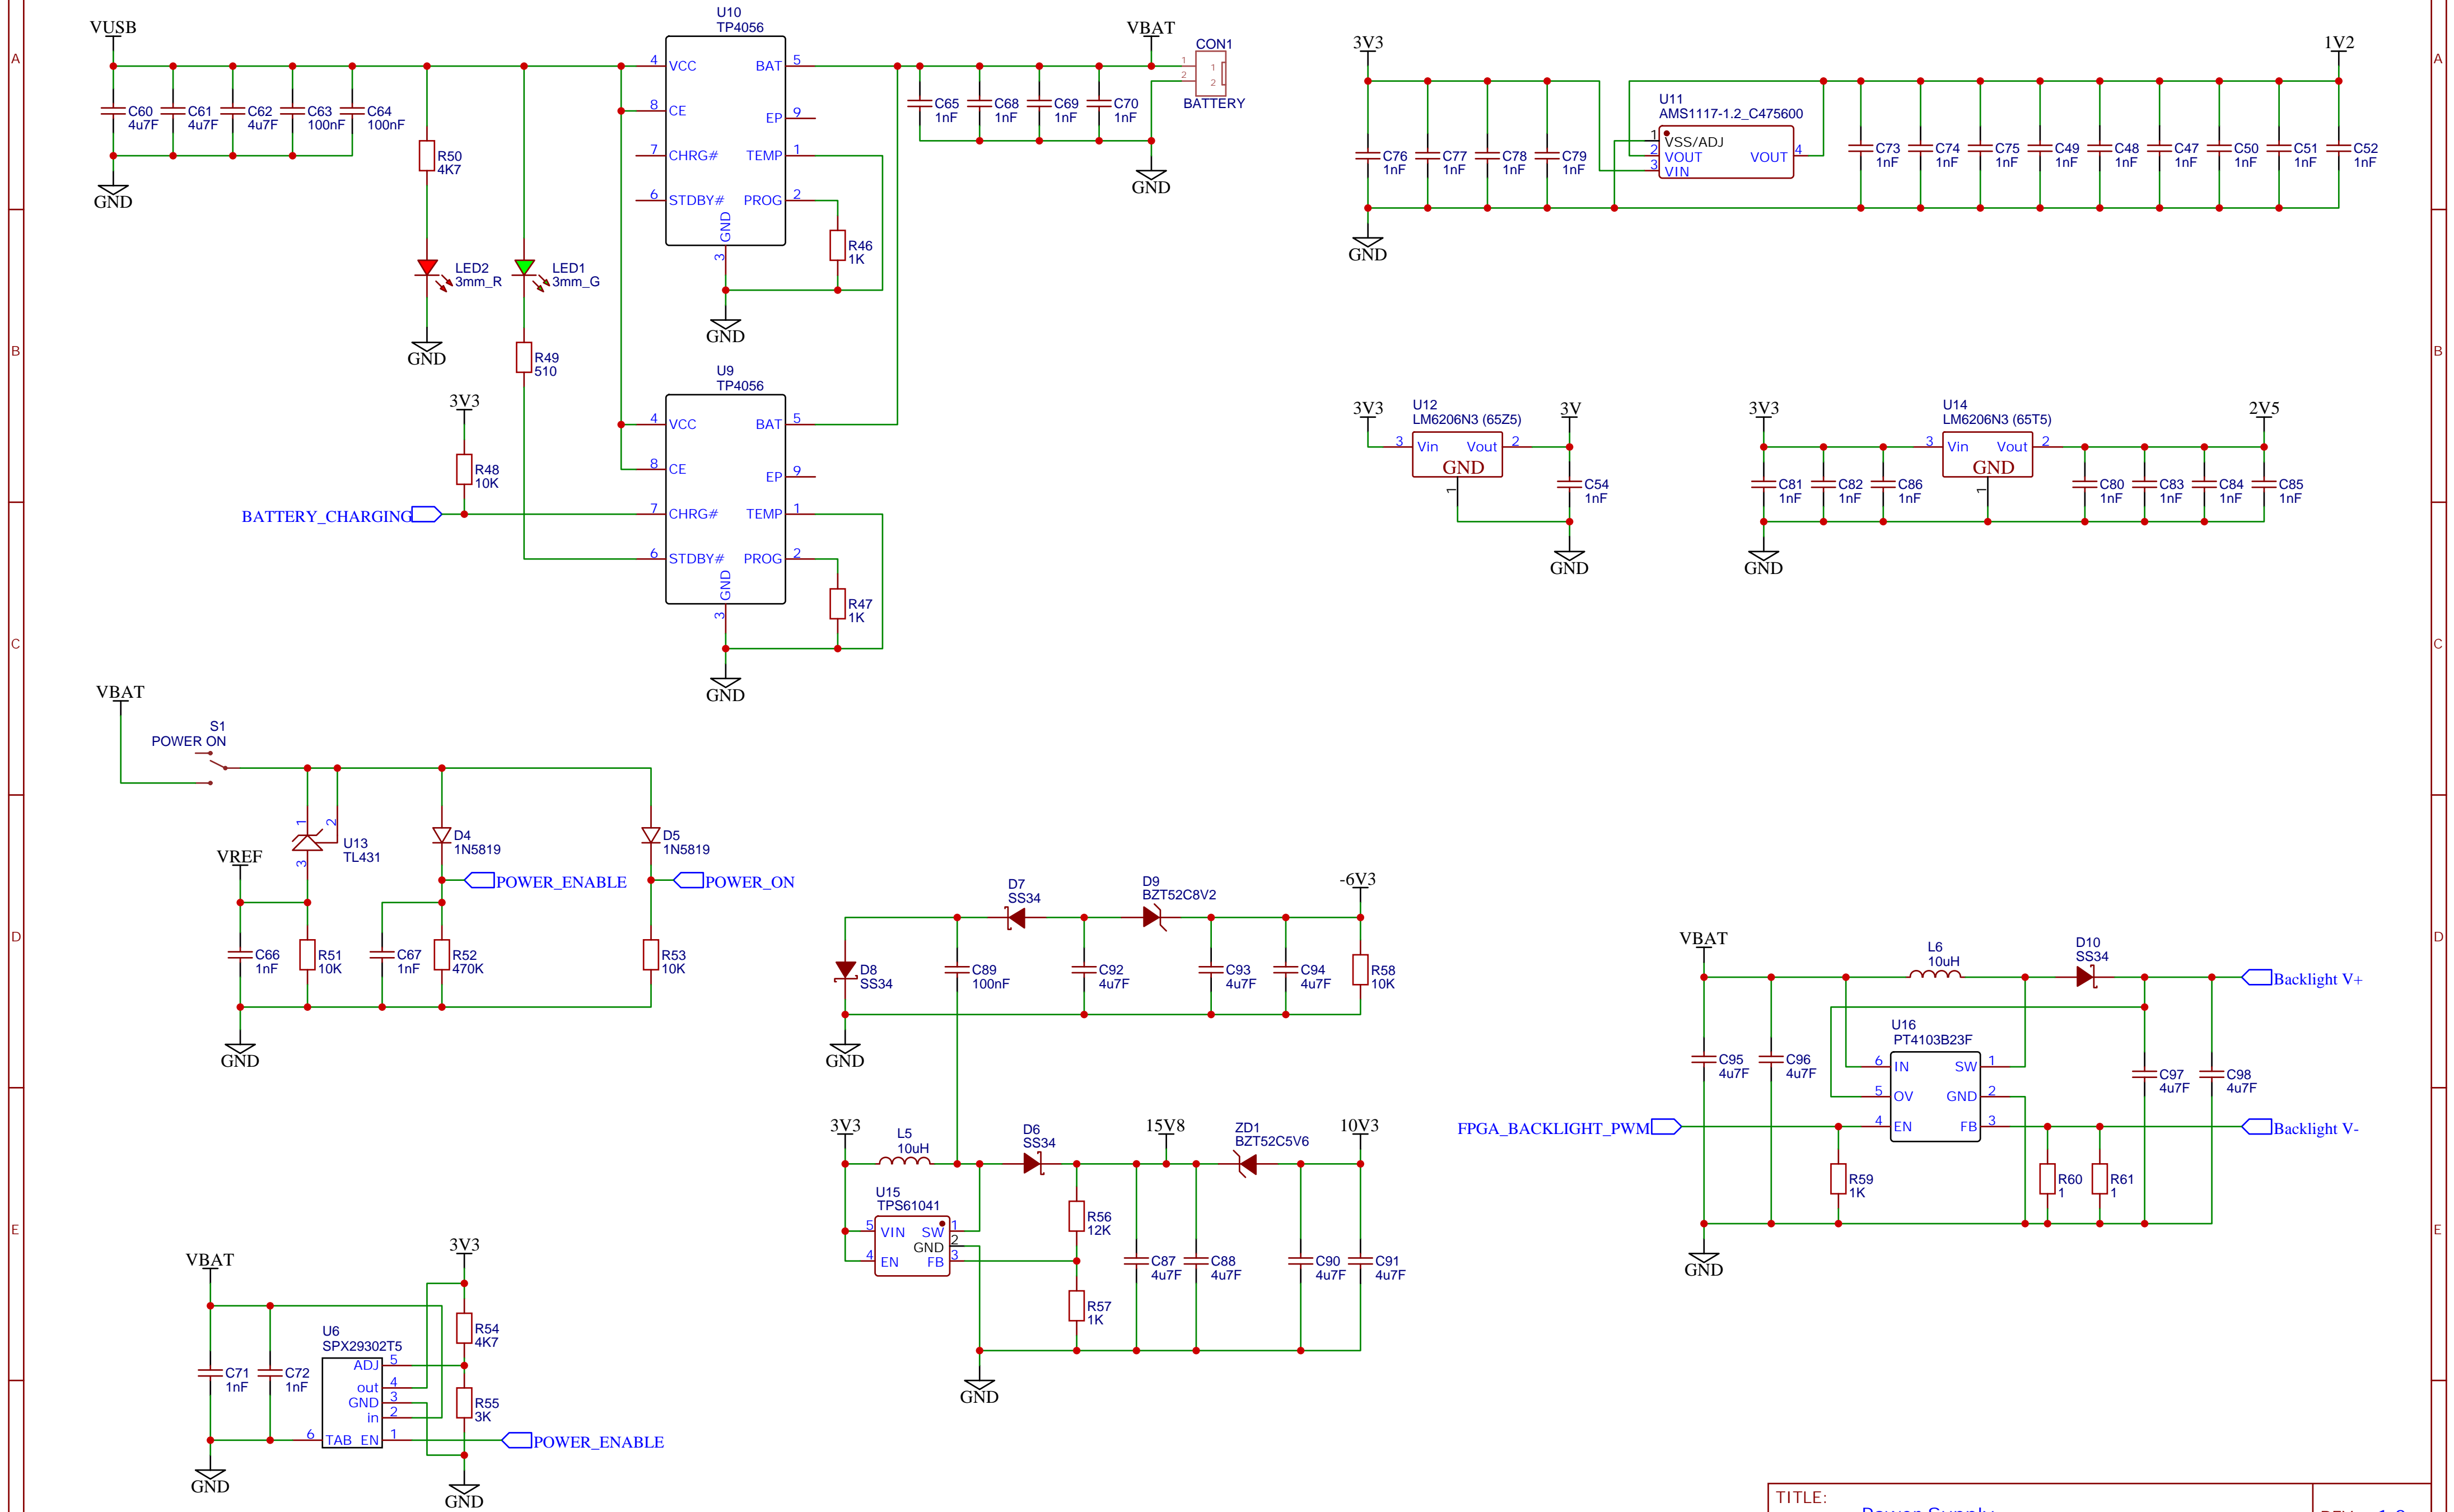 A
VUSB
C60
4u7F
C61
4u7F
C62
4u7F
C63
100nF
C64
100nF
GND
R50
4K7
LED2
3mm_R
GND
LED1
3mm_G
R49
510
U10
TP4056
4 VCC
8 CE
7 CHRG#
6 STDBY#
BAT 5
EP 9
TEMP 1
PROG 2
GND
3
R46
1K
GND
C65
1nF
C68
1nF
C69
1nF
C70
1nF
VBAT
CON1
1 1
2 2
BATTERY
GND
3V3
C76
1nF
C77
1nF
C78
1nF
C79
1nF
GND
U11
AMS1117-1.2_C475600
1 VSS/ADJ
2 VOUT
3 VIN
VOUT 4
C73
1nF
C74
1nF
C75
1nF
C49
1nF
C48
1nF
C47
1nF
C50
1nF
C51
1nF
C52
1nF
1V2
A
B
3V3
R48
10K
BATTERY_CHARGING
U9
TP4056
4 VCC
8 CE
7 CHRG#
6 STDBY#
BAT 5
EP 9
TEMP 1
PROG 2
GND
3
R47
1K
GND
3V3
U12
LM6206N3 (65Z5)
3 Vin
Vout 2
GND
1
3V
C54
1nF
GND
3V3
C81
1nF
C82
1nF
C86
1nF
GND
U14
LM6206N3 (65T5)
3 Vin
Vout 2
GND
1
C80
1nF
C83
1nF
C84
1nF
C85
1nF
2V5
B
C
VBAT
S1
POWER ON
VREF
1
2
3
U13
TL431
D4
1N5819
POWER_ENABLE
D5
1N5819
POWER_ON
C66
1nF
R51
10K
C67
1nF
R52
470K
R53
10K
GND
C
D
D8
SS34
C89
100nF
D7
SS34
C92
4u7F
D9
BZT52C8V2
C93
4u7F
C94
4u7F
-6V3
R58
10K
GND
3V3
L5
10uH
U15
TPS61041
5 VIN
4 EN
SW 1
GND 2
FB 3
D6
SS34
R56
12K
R57
1K
15V8
C87
4u7F
C88
4u7F
ZD1
BZT52C5V6
C90
4u7F
C91
4u7F
10V3
GND
VBAT
C95
4u7F
C96
4u7F
L6
10uH
D10
SS34
Backlight V+
U16
PT4103B23F
6 IN
5 OV
4 EN
SW 1
GND 2
FB 3
C97
4u7F
C98
4u7F
FPGA_BACKLIGHT_PWM
Backlight V-
R59
1K
R60
1
R61
1
GND
D
E
VBAT
C71
1nF
C72
1nF
GND
U6
SPX29302T5
ADJ 5
out 4
GND 3
in 2
6 TAB EN 1
3V3
R54
4K7
R55
3K
POWER_ENABLE
GND
E
TITLE: